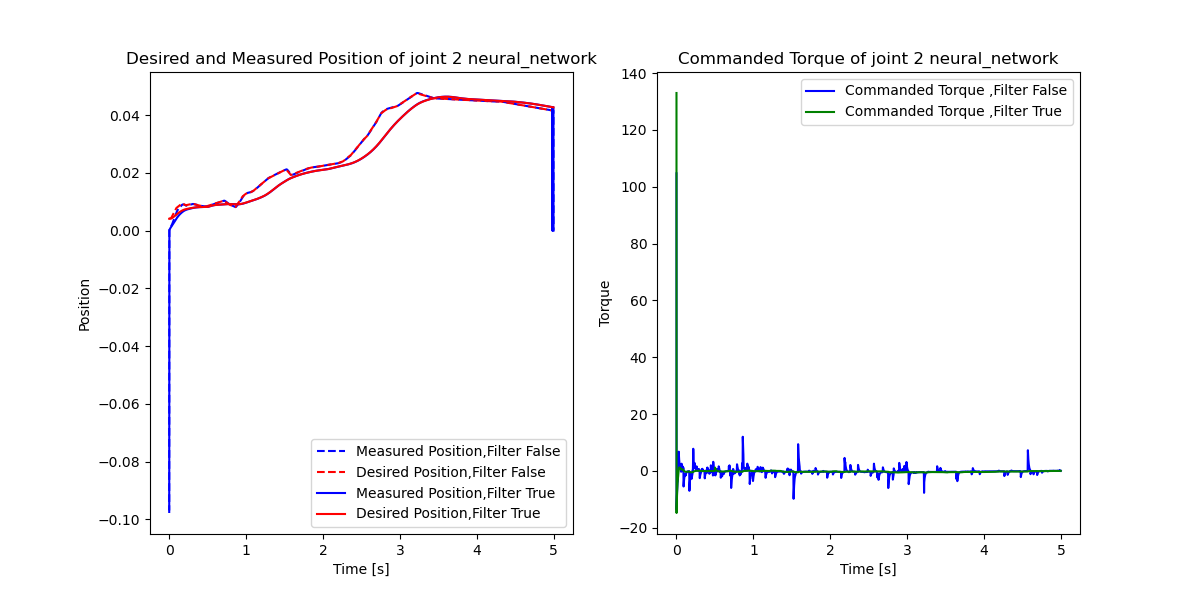 Desired and Measured Position of joint 2 neural_network
Position
0.04
0.02
0.00
−0.02
−0.04
−0.06
−0.08
−0.10
Measured Position,Filter False
Desired Position,Filter False
Measured Position,Filter True
Desired Position,Filter True
0 1 2 3 4 5
Time [s]
Commanded Torque of joint 2 neural_network
Torque
140
120
100
80
60
40
20
0
−20
Commanded Torque ,Filter False
Commanded Torque ,Filter True
0 1 2 3 4 5
Time [s]